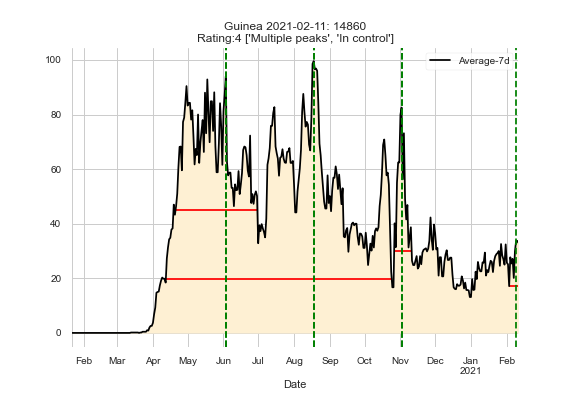 Guinea 2021-02-11: 14860
Rating:4 ['Multiple peaks', 'In control']
Average-7d
100
80
60
40
20
0
Feb Mar Apr May Jun Jul Aug Sep Oct Nov Dec Jan Feb
2021
Date